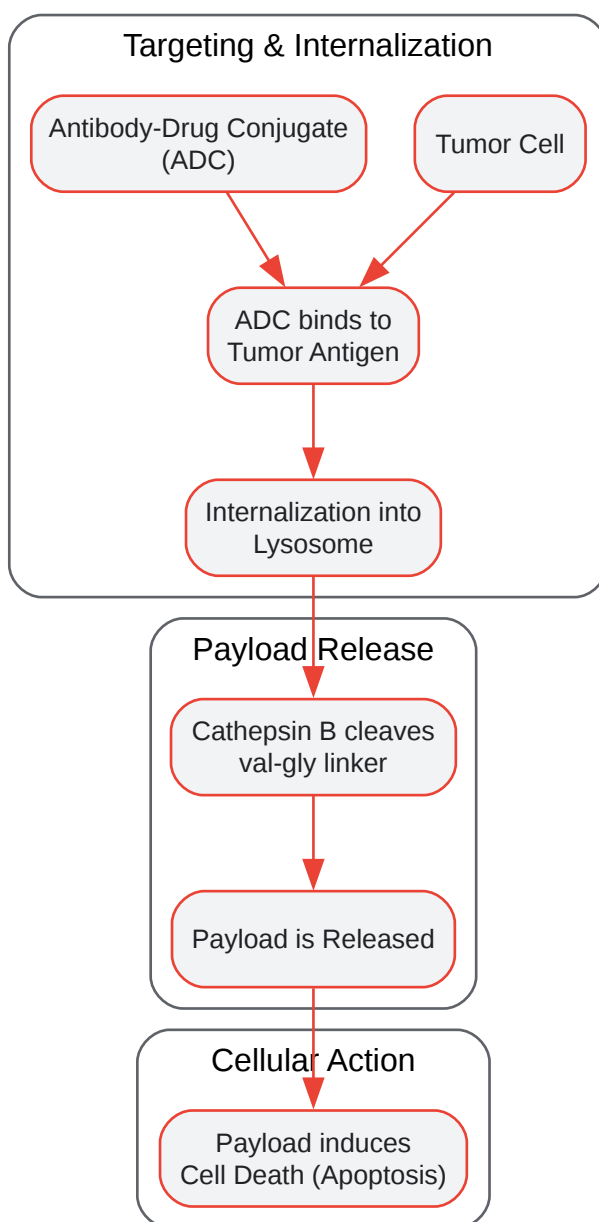 Targeting & Internalization
Antibody-Drug Conjugate
(ADC)
Tumor Cell
ADC binds to
Tumor Antigen
Internalization into
Lysosome
Payload Release
Cathepsin B cleaves
val-gly linker
Payload is Released
Cellular Action
Payload induces
Cell Death (Apoptosis)